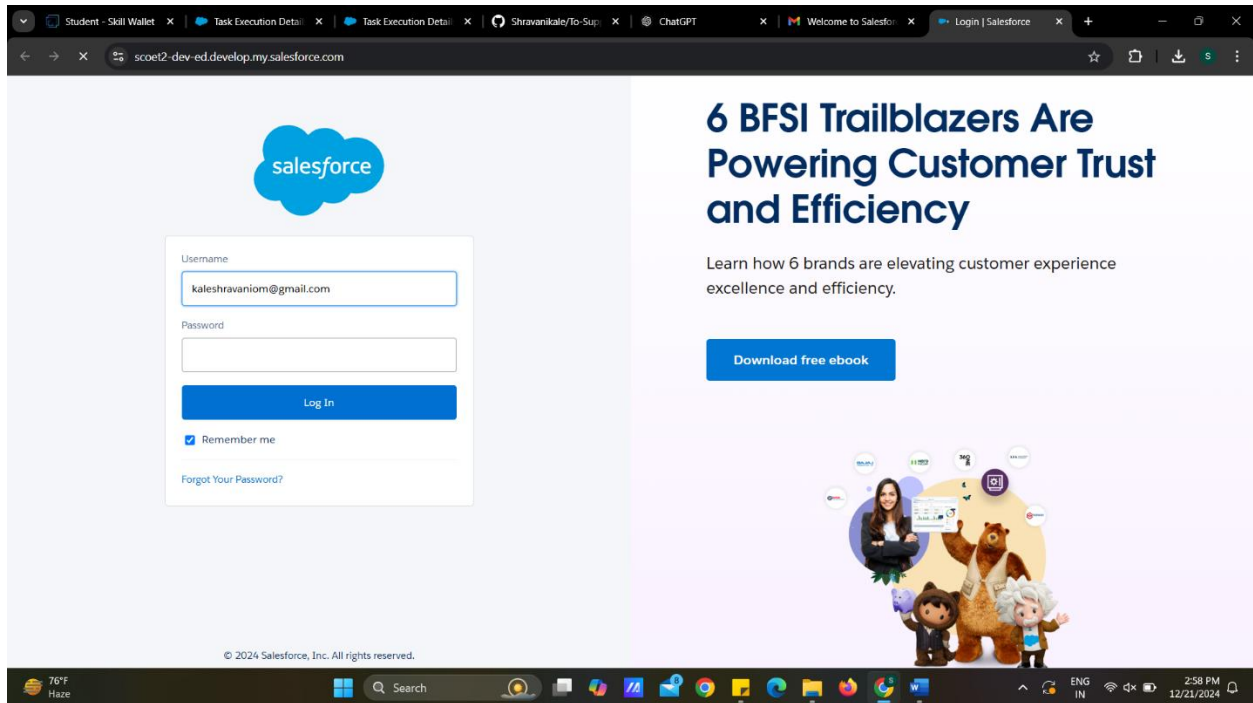 Student - Skill Wallet
Task Execution Detail
Task Execution Detail
Shravanikale/To-Sup
ChatGPT
Welcome to Salesfor
Login | Salesforce
scoet2-dev-ed.develop.my.salesforce.com
S
salesforce
Username
kaleshravaniom@gmail.com
Password
Log In
Remember me
Forgot Your Password?
© 2024 Salesforce, Inc. All rights reserved.
6 BFSI Trailblazers Are
Powering Customer Trust
and Efficiency
Learn how 6 brands are elevating customer experience
excellence and efficiency.
Download free ebook
360
76°F
Haze
Search
ENG
IN
2:58 PM
12/21/2024